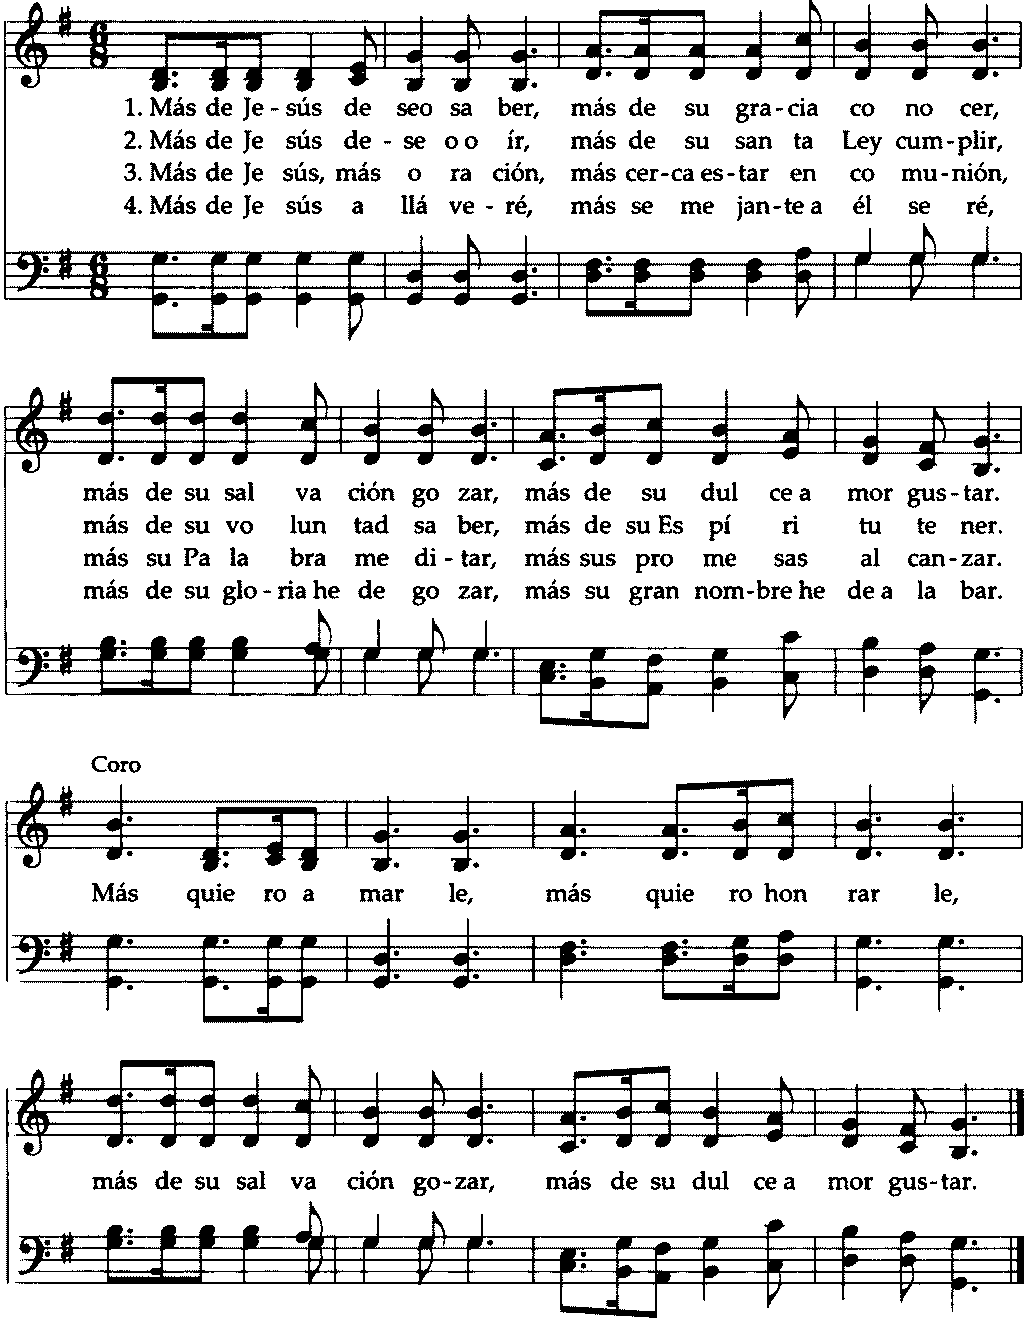 1. Más de Je - sús de seo sa ber, más de su gra - cia co no cer,
2. Más de Je sús de - se o o ír, más de su san ta Ley cum - plir,
3. Más de Je sús, más o ra ción, más cer - ca es - tar en co mu - nión,
4. Más de Je sús a llá ve - ré, más se me jan - te a él se ré,
más de su sal va ción go zar, más de su dul ce a mor gus - tar.
más de su vo lun tad sa ber, más de su Es pí ri tu te ner.
más su Pa la bra me di - tar, más sus pro me sas al can - zar.
más de su glo - ria he de go zar, más su gran nom - bre he de a la bar.
Coro
Más quie ro a mar le, más quie ro hon rar le,
más de su sal va ción go - zar, más de su dul ce a mor gus - tar.